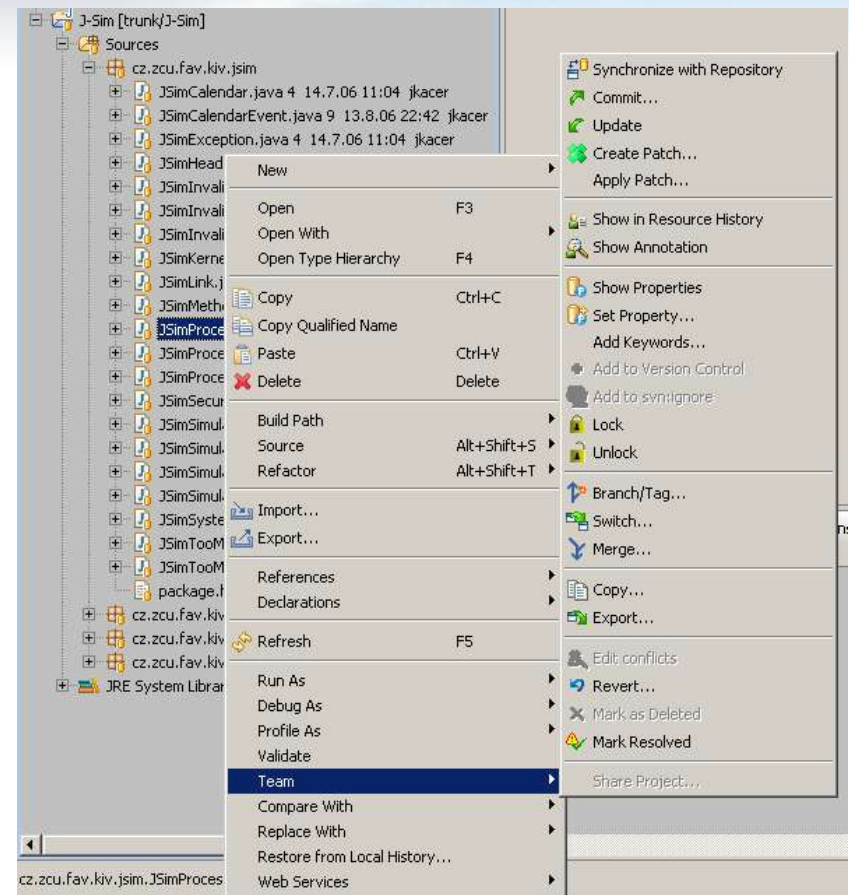 J-Sim [trunk/J-Sim]
Sources
cz.zcu.fav.kiv.jsim
JSimCalendar.java 4 14.7.06 11:04 jkacer
JSimCalendarEvent.java 9 13.8.06 22:42 jkacer
JSimException.java 4 14.7.06 11:04 jkacer
JSimHead
JSimInvali
JSimInvali
JSimInvali
JSimKerne
JSimLink.j
JSimMeth
JSimProce
JSimProce
JSimProce
JSimSecur
JSimSimul
JSimSimul
JSimSimul
JSimSimul
JSimSyste
JSimTooM
JSimTooM
package.h
cz.zcu.fav.kiv
cz.zcu.fav.kiv
cz.zcu.fav.kiv
JRE System Librar
cz.zcu.fav.kiv.jsim.JSimProces
New
Open F3
Open With
Open Type Hierarchy F4
Copy Ctrl+C
Copy Qualified Name
Paste Ctrl+V
Delete Delete
Build Path
Source Alt+Shift+S
Refactor Alt+Shift+T
Import...
Export...
References
Declarations
Refresh F5
Run As
Debug As
Profile As
Validate
Team
Compare With
Replace With
Restore from Local History...
Web Services
Synchronize with Repository
Commit...
Update
Create Patch...
Apply Patch...
Show in Resource History
Show Annotation
Show Properties
Set Property...
Add Keywords...
Add to Version Control
Add to svn:ignore
Lock
Unlock
Branch/Tag...
Switch...
Merge...
Copy...
Export...
Edit conflicts
Revert...
Mark as Deleted
Mark Resolved
Share Project...